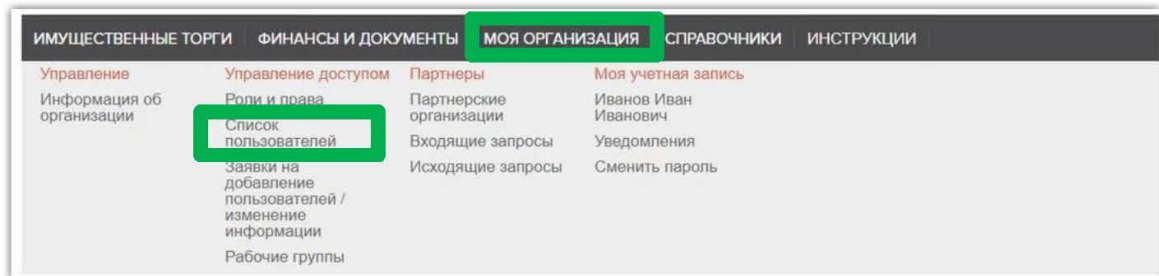 ИМУЩЕСТВЕННЫЕ ТОРГИ ФИНАНСЫ И ДОКУМЕНТЫ МОЯ ОРГАНИЗАЦИЯ СПРАВОЧНИКИ ИНСТРУКЦИИ
Управление
Информация об
организации
Управление доступом
Роли и права
Список
пользователей
Заявки на
добавление
пользователей /
изменение
информации
Рабочие группы
Партнеры
Партнерские
организации
Входящие запросы
Исходящие запросы
Моя учетная запись
Иванов Иван
Иванович
Уведомления
Сменить пароль